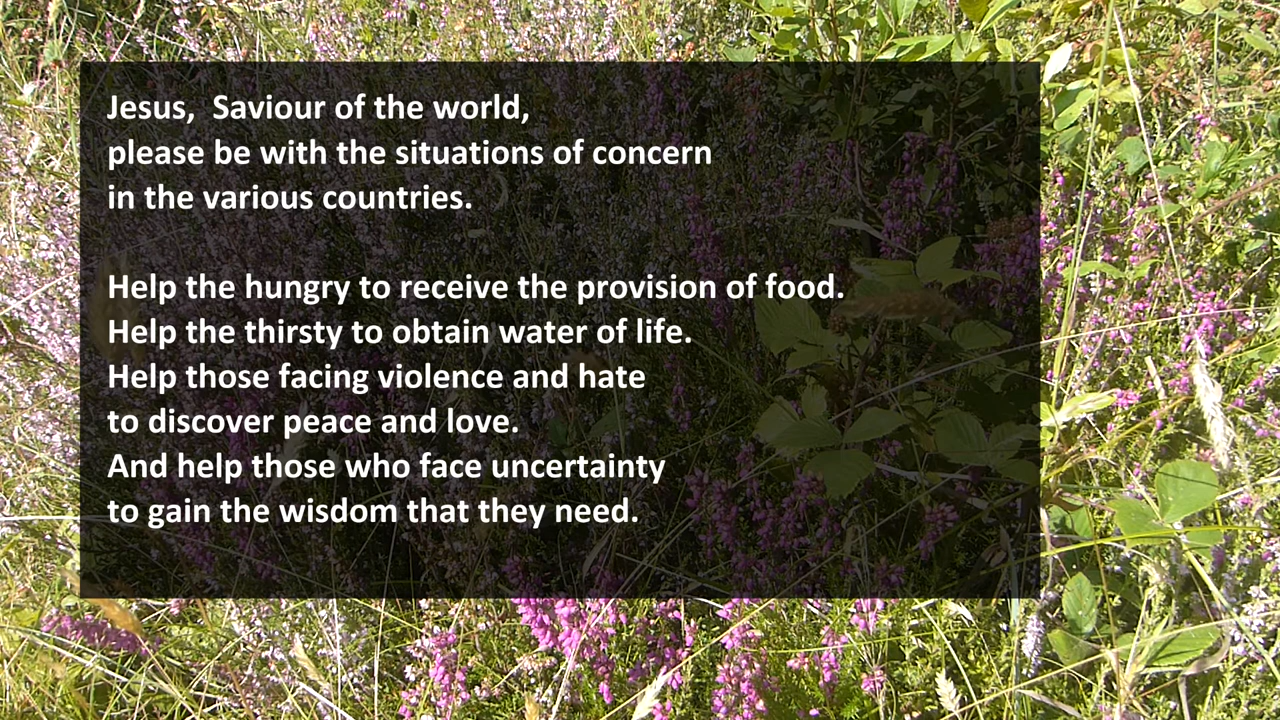 Jesus,  Saviour of the world,
please be with the situations of concern
in the various countries.

Help the hungry to receive the provision of food.
Help the thirsty to obtain water of life.
Help those facing violence and hate
to discover peace and love.
And help those who face uncertainty
to gain the wisdom that they need.